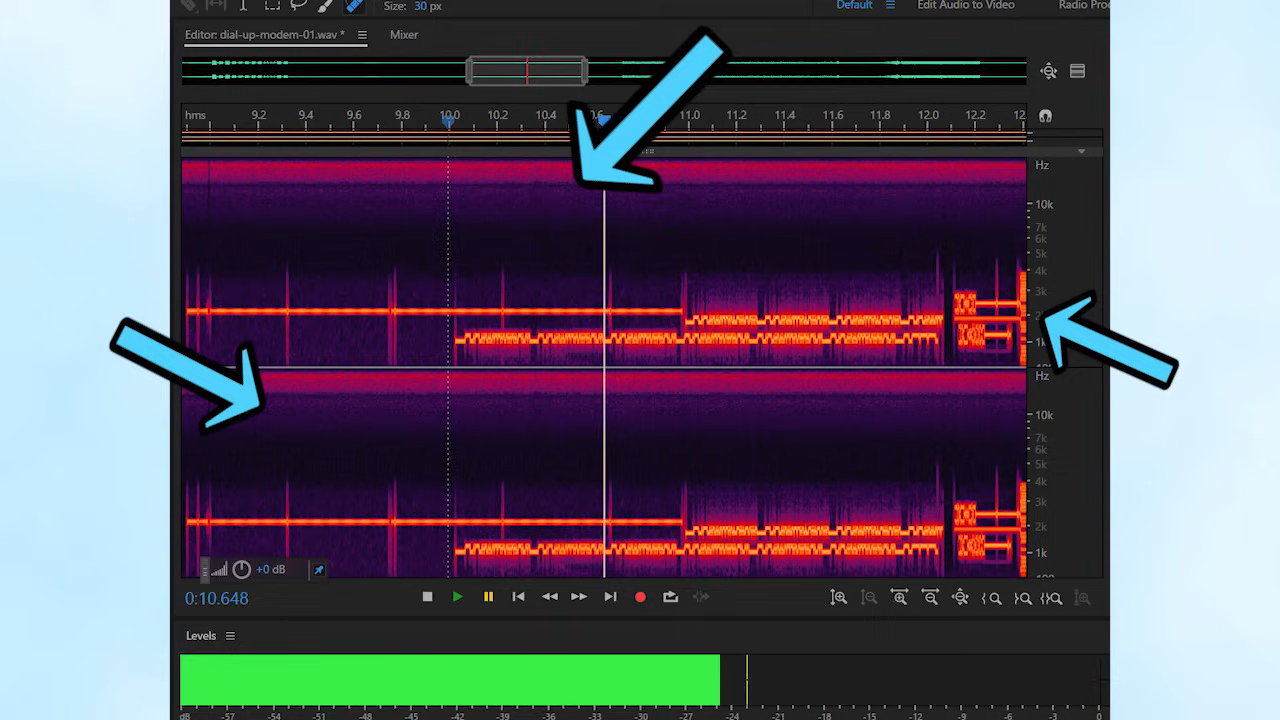 Size: 30 px Default Edit Audio to Video Radio Pro
Editor: dial-up-modem-01.wav * Mixer
hms 9.2 9.4 9.6 9.8 10.0 10.2 10.4 0.6 11.0 11.2 11.4 11.6 11.8 12.0 12.2 12
Hz
10k
7k
6k
5k
4k
3k
2
1k
Hz
10k
7k
6k
5k
4k
3k
2k
1k
+0 dB
0:10.648
Levels
dB -57 -54 -51 -48 -45 -42 -39 -36 -33 -30 -27 -24 -21 -18 -15 -12 -9 -6 -3 0